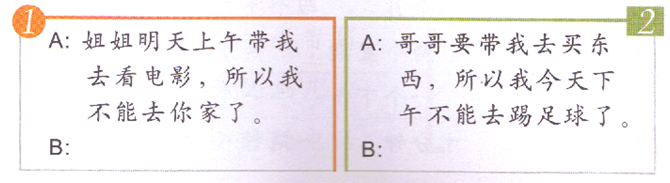 1
A: 姐姐明天上午带我
去看电影，所以我
不能去你家了。
B:
2
A: 哥哥要带我去买东
西，所以我今天下
午不能去踢足球了。
B: